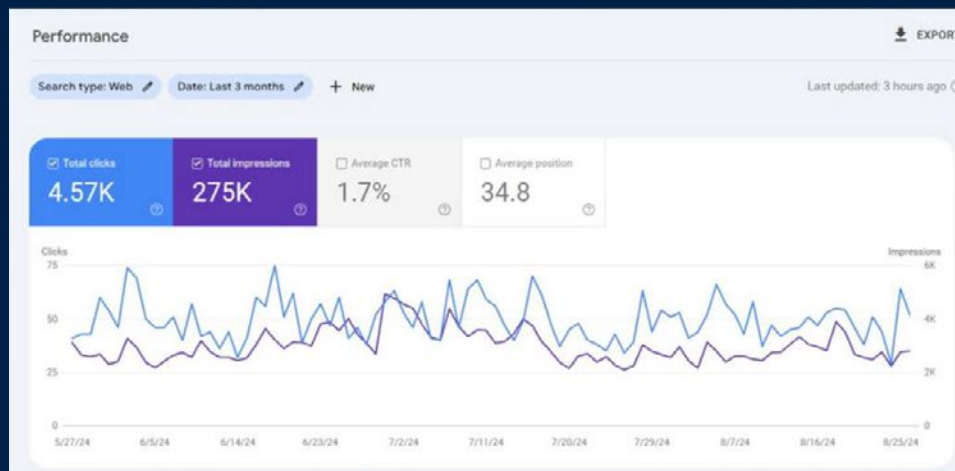 Performance
EXPORT
Search type: Web
Date: Last 3 months
+ New
Last updated: 3 hours ago
Total clicks
4.57K
Total impressions
275K
Average CTR
1.7%
Average position
34.8
Clicks
Impressions
75
6K
50
4K
25
2K
0
0
5/27/24
6/5/24
6/14/24
6/23/24
7/2/24
7/11/24
7/20/24
7/29/24
8/7/24
8/16/24
8/25/24